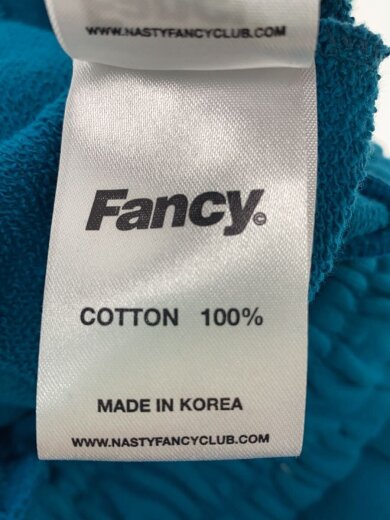 WWW.NASTYFANCYCLUB.COM
Fancy.©
COTTON 100%
MADE IN KOREA
WWW.NASTYFANCYCLUB.COM